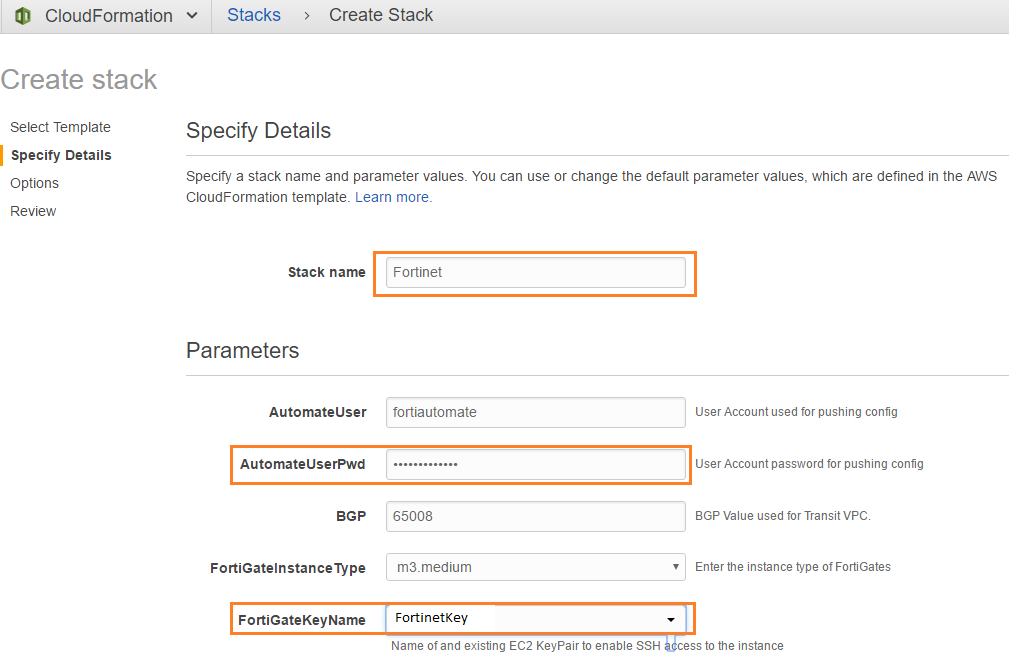 CloudFormation Stacks > Create Stack
Create stack
Select Template
Specify Details
Options
Review
Specify Details
Specify a stack name and parameter values. You can use or change the default parameter values, which are defined in the AWS
CloudFormation template. Learn more.
Stack name Fortinet
Parameters
AutomateUser fortiautomate User Account used for pushing config
AutomateUserPwd ••••••••••••• User Account password for pushing config
BGP 65008 BGP Value used for Transit VPC.
FortiGateInstanceType m3.medium Enter the instance type of FortiGates
FortiGateKeyName FortinetKey
Name of and existing EC2 KeyPair to enable SSH access to the instance